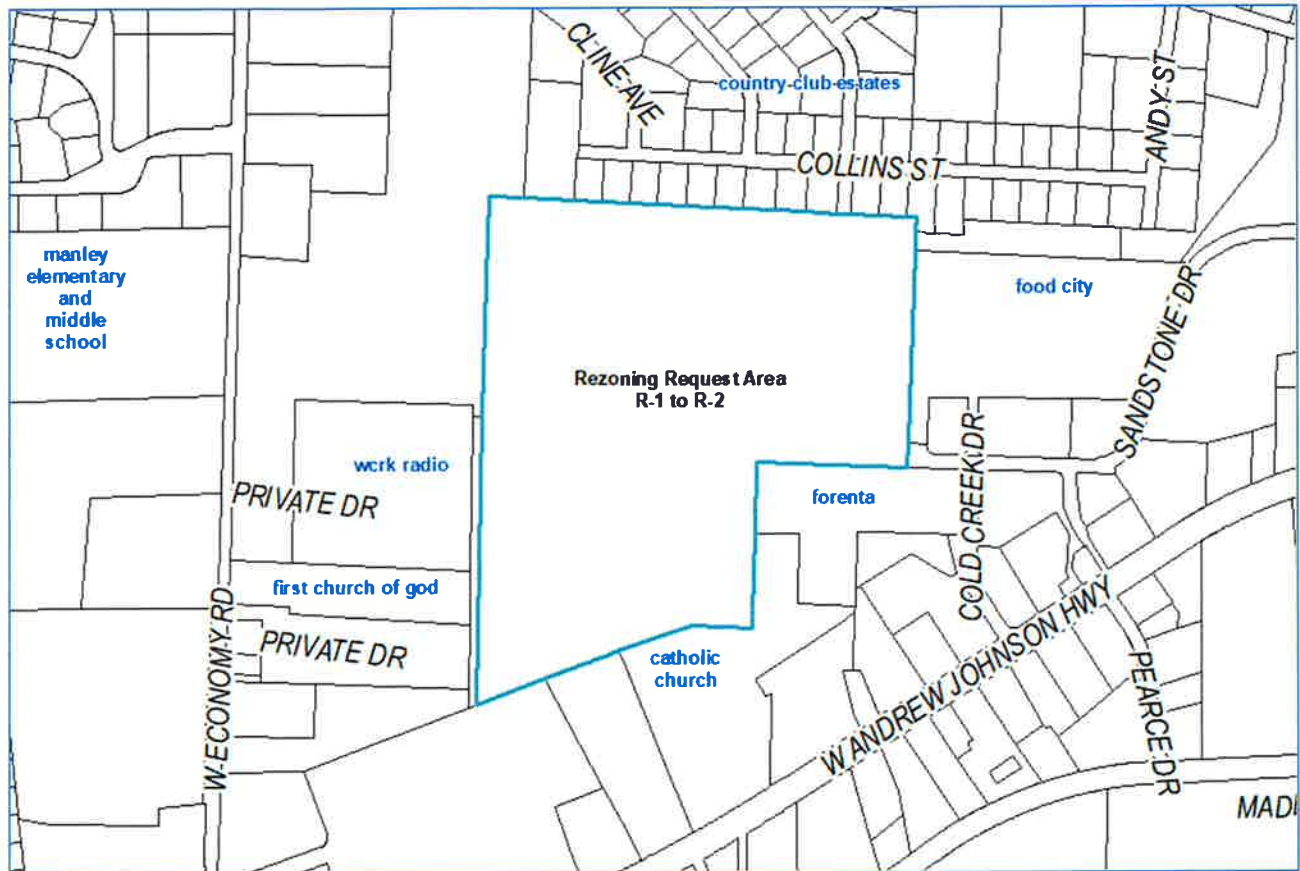 CLINE AVE
country club estates
ANDY ST
COLLINS ST
manley
elementary
and
middle
school
food city
SANDSTONE DR
Rezoning Request Area
R-1 to R-2
wcrk radio
PRIVATE DR
forenta
COLD CREEK DR
first church of god
W ECONOMY RD
PRIVATE DR
catholic
church
W ANDREW JOHNSON HWY
PEARCE DR
MADI